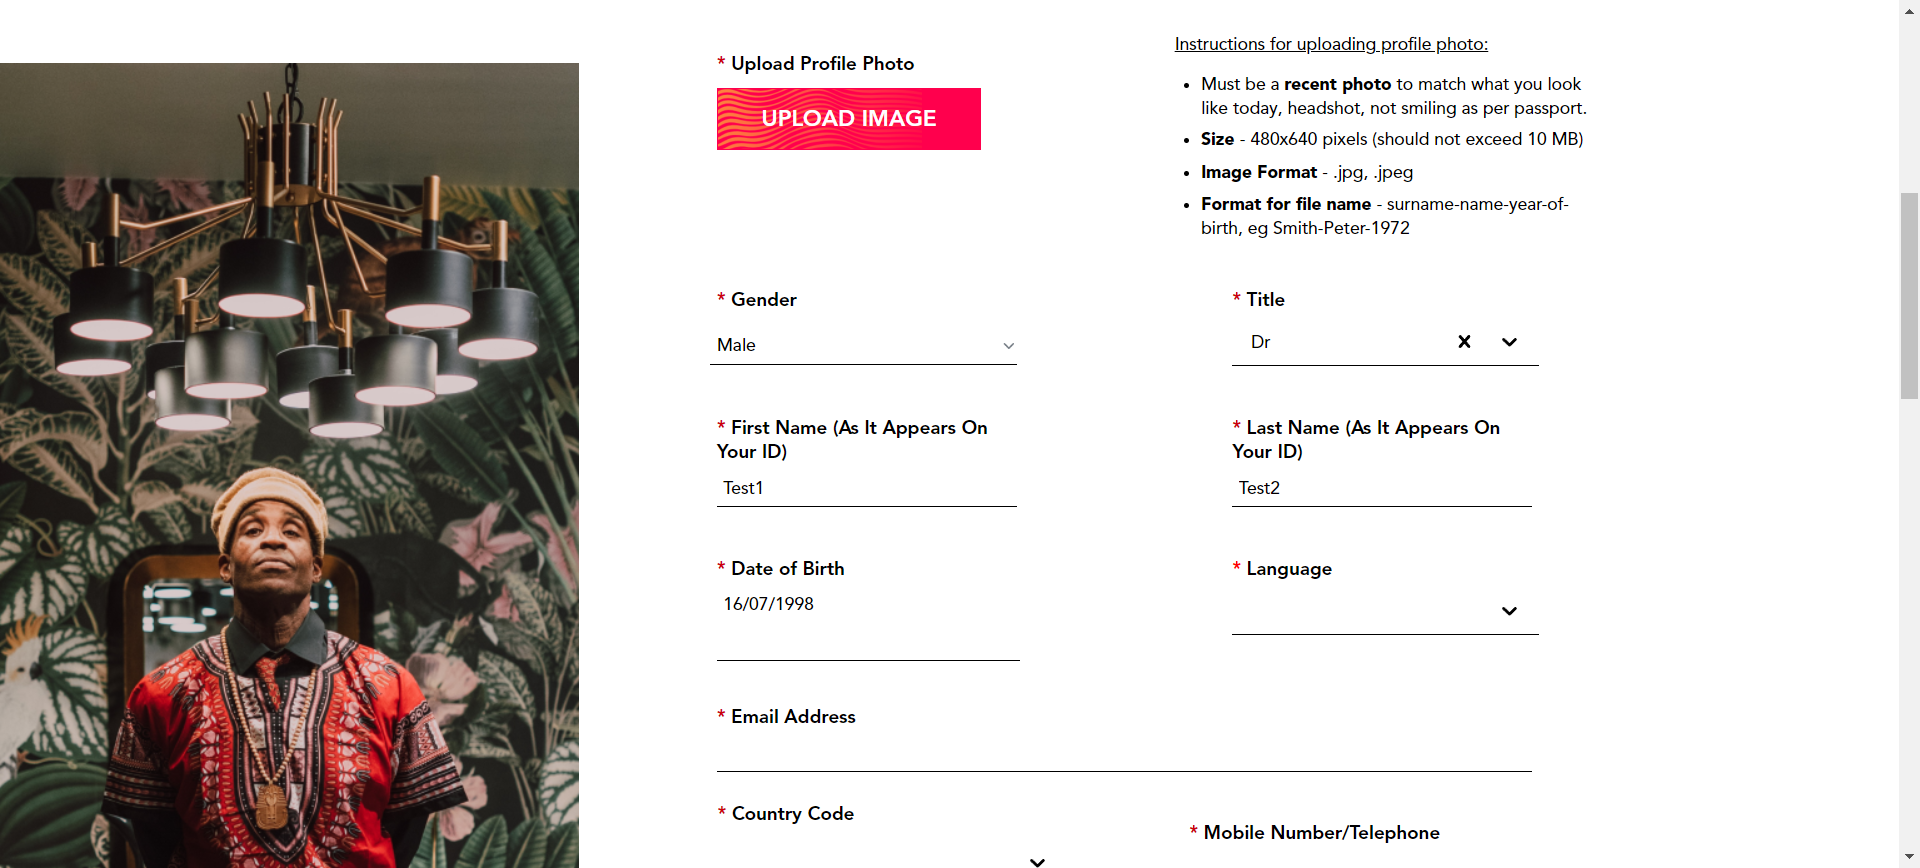 * Upload Profile Photo
UPLOAD IMAGE
Instructions for uploading profile photo:
• Must be a recent photo to match what you look
like today, headshot, not smiling as per passport.
• Size - 480x640 pixels (should not exceed 10 MB)
• Image Format - .jpg, .jpeg
• Format for file name - surname-name-year-of-
birth, eg Smith-Peter-1972
* Gender
Male
* Title
Dr
* First Name (As It Appears On
Your ID)
Test1
* Last Name (As It Appears On
Your ID)
Test2
* Date of Birth
16/07/1998
* Language
* Email Address
* Country Code
* Mobile Number/Telephone